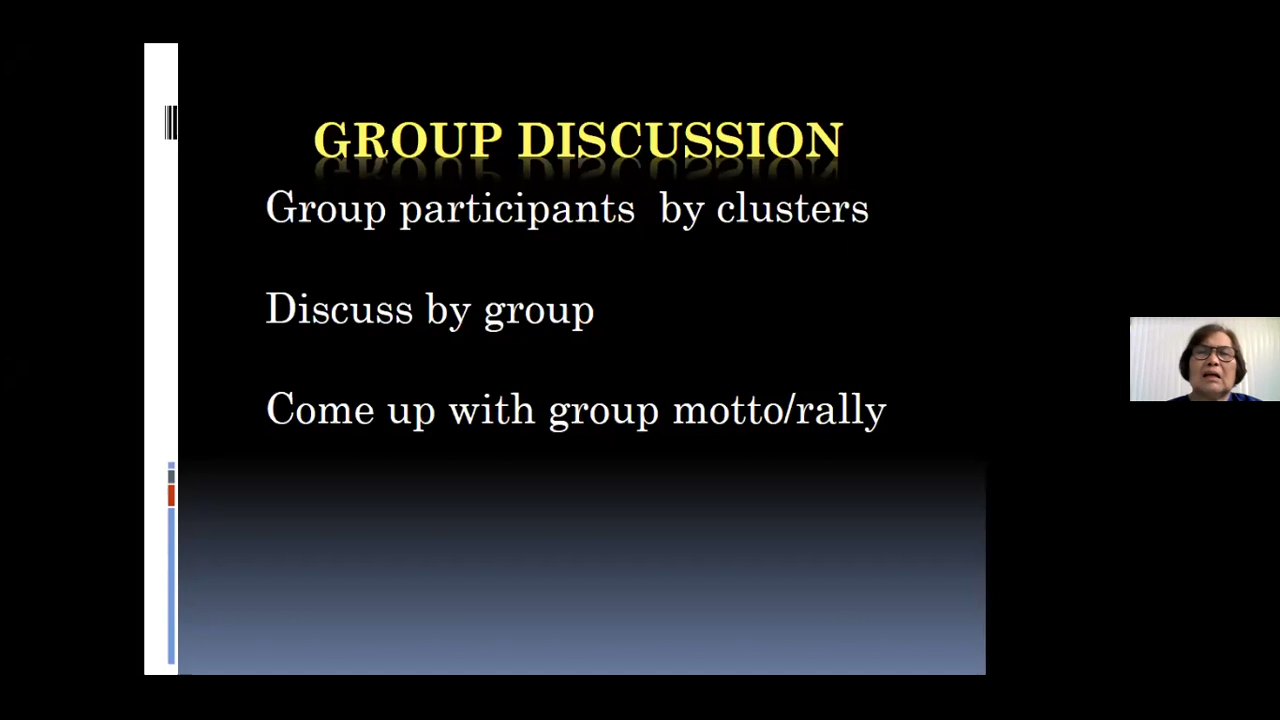 GROUP DISCUSSION
Group participants by clusters
Discuss by group
Come up with group motto/rally